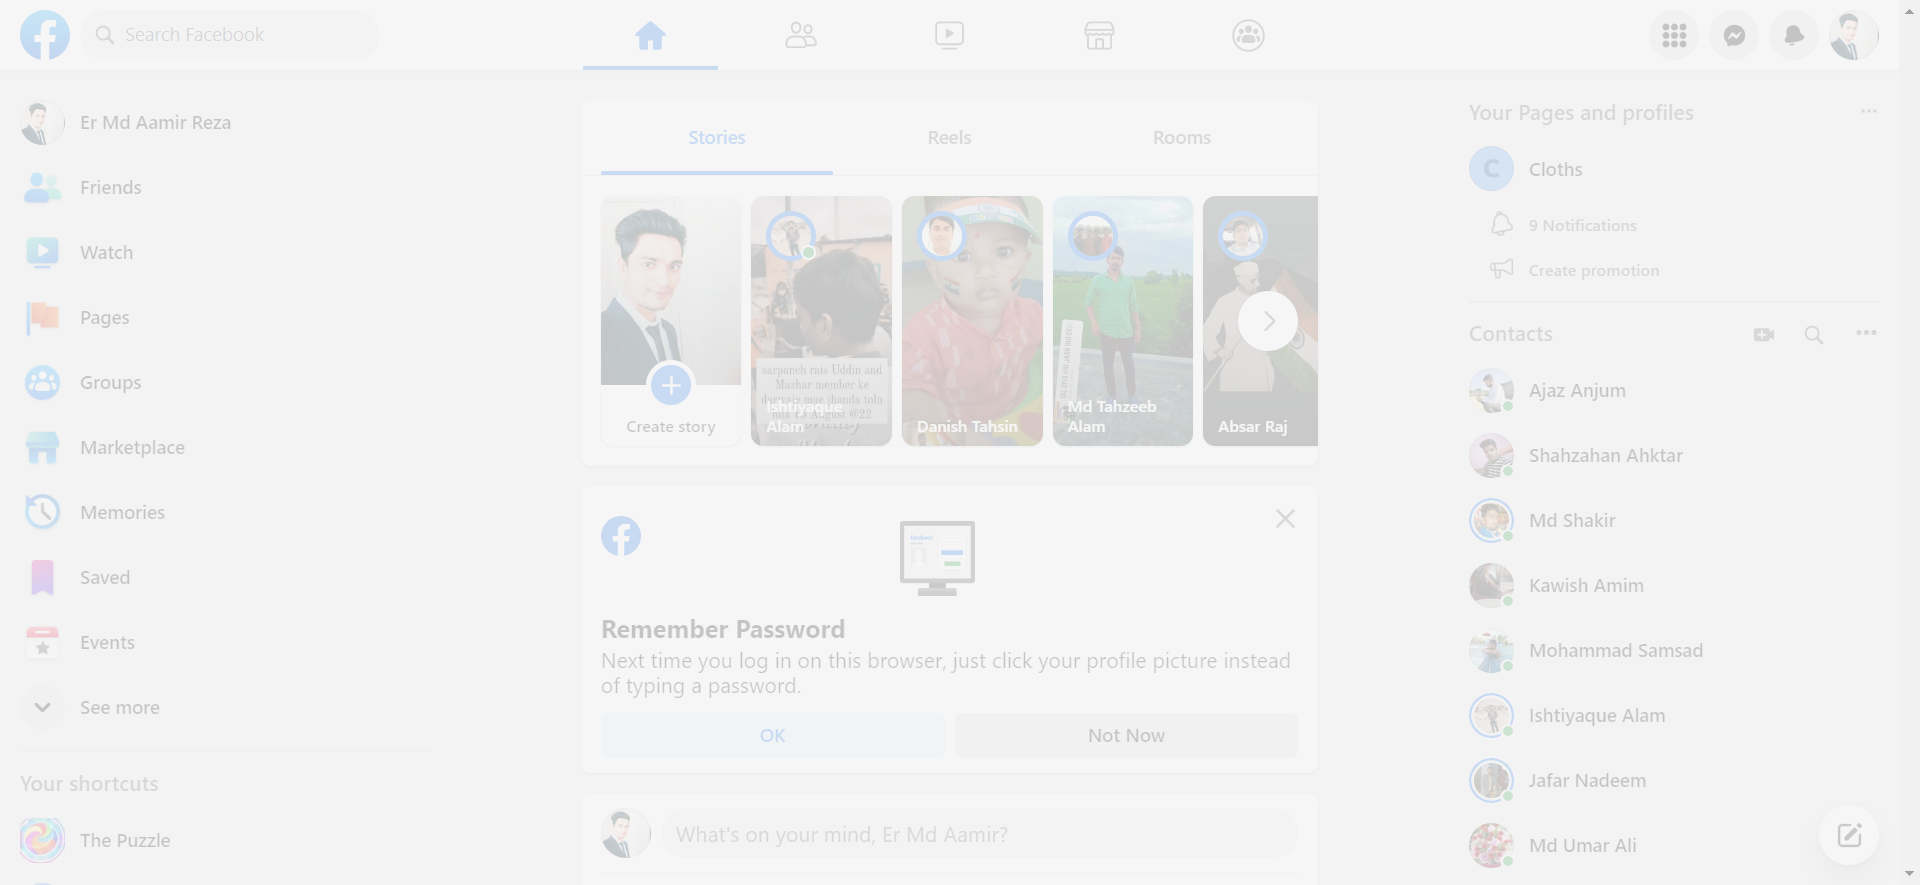 Search Facebook
Er Md Aamir Reza
Friends
Watch
Pages
Groups
Marketplace
Memories
Saved
Events
See more
Your shortcuts
The Puzzle
Stories
Reels
Rooms
Create story
sarpanch rais Uddin and
Mazhar member ke
Ishtiyaque
Alam
Danish Tahsin
Md Tahzeeb
Alam
Absar Raj
Remember Password
Next time you log in on this browser, just click your profile picture instead
of typing a password.
OK
Not Now
What's on your mind, Er Md Aamir?
Your Pages and profiles
C
Cloths
9 Notifications
Create promotion
Contacts
Ajaz Anjum
Shahzahan Ahktar
Md Shakir
Kawish Amim
Mohammad Samsad
Ishtiyaque Alam
Jafar Nadeem
Md Umar Ali